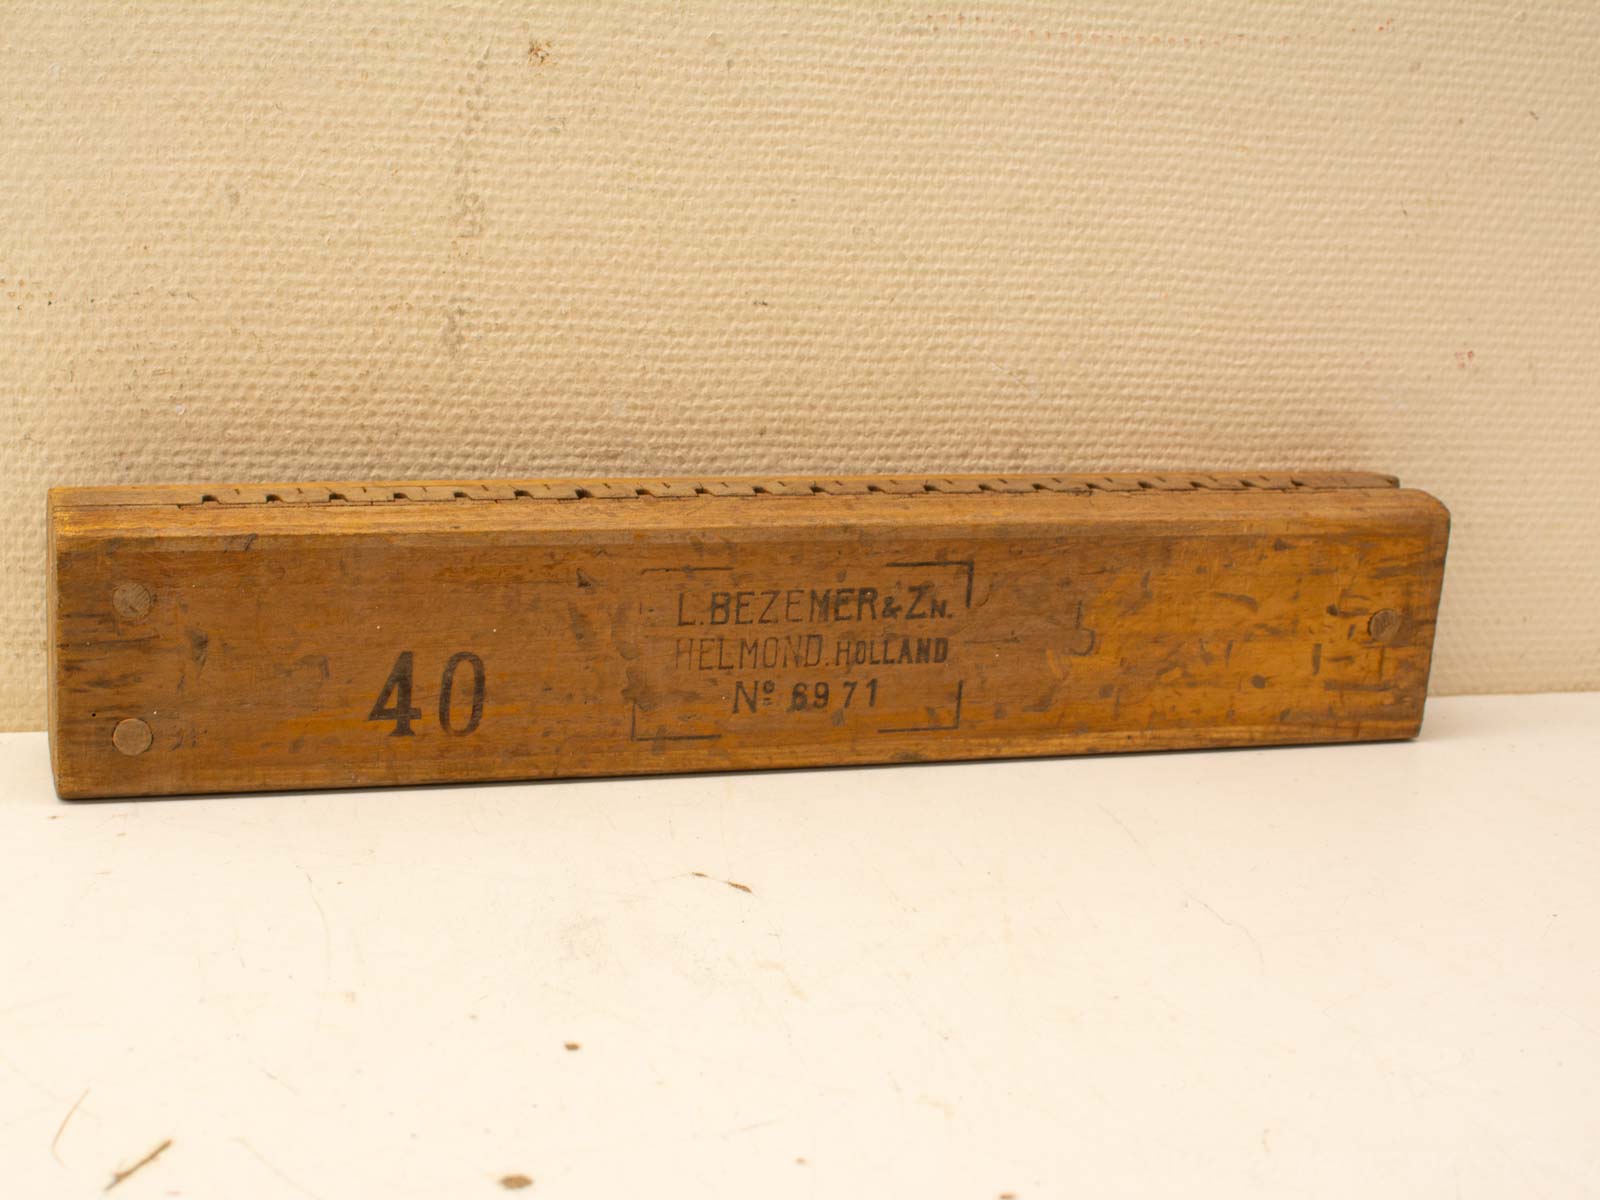 40
L. BEZEMER & ZN.
HELMOND. HOLLAND
Nº 6971